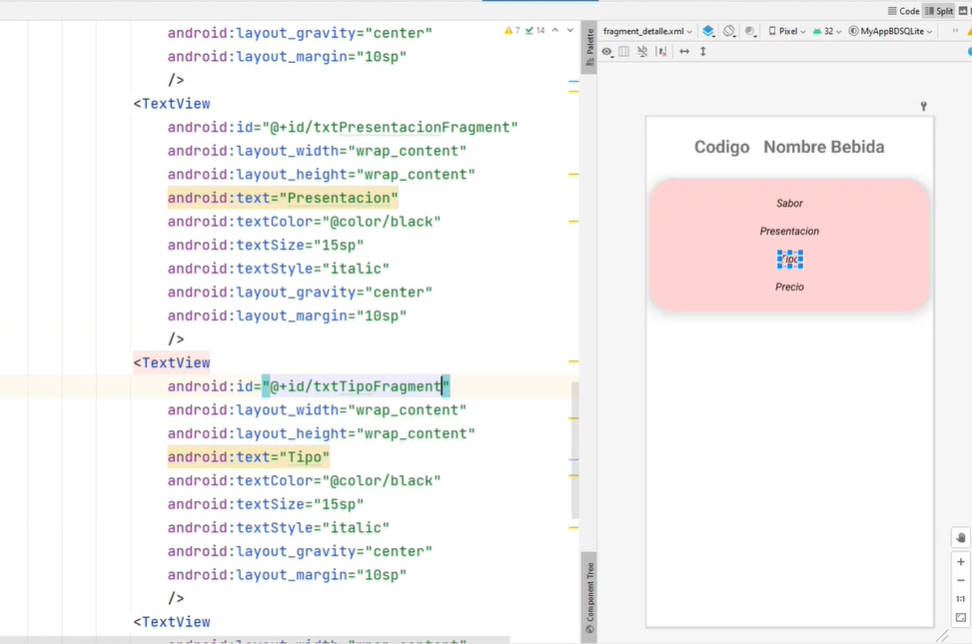 Code Split
android:layout_gravity="center"
android:layout_margin="10sp"
/>
<TextView
android:id="@+id/txtPresentacionFragment"
android:layout_width="wrap_content"
android:layout_height="wrap_content"
android:text="Presentacion"
android:textColor="@color/black"
android:textSize="15sp"
android:textStyle="italic"
android:layout_gravity="center"
android:layout_margin="10sp"
/>
<TextView
android:id="@+id/txtTipoFragment"
android:layout_width="wrap_content"
android:layout_height="wrap_content"
android:text="Tipo"
android:textColor="@color/black"
android:textSize="15sp"
android:textStyle="italic"
android:layout_gravity="center"
android:layout_margin="10sp"
/>
<TextView
7 14
Palette
Component Tree
fragment_detalle.xml Pixel 32 MyAppBDSQLite
Codigo Nombre Bebida
Sabor
Presentacion
Tipo
Precio
1:1